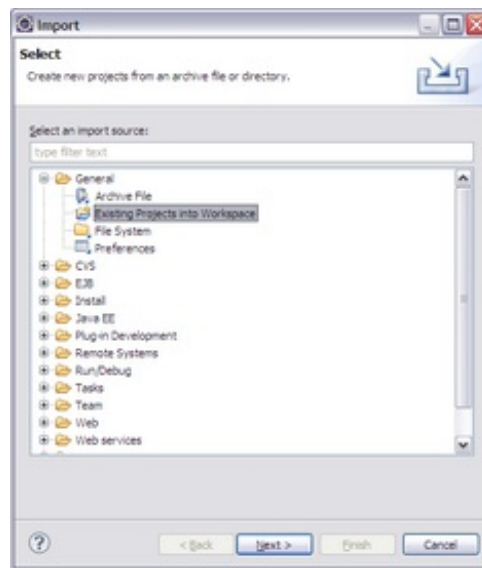 Import
Select
Create new projects from an archive file or directory.
Select an import source:
type filter text
General
Archive File
Existing Projects into Workspace
File System
Preferences
CVS
EJB
Install
Java EE
Plug-in Development
Remote Systems
Run/Debug
Tasks
Team
Web
Web services
?
< Back Next > Finish Cancel